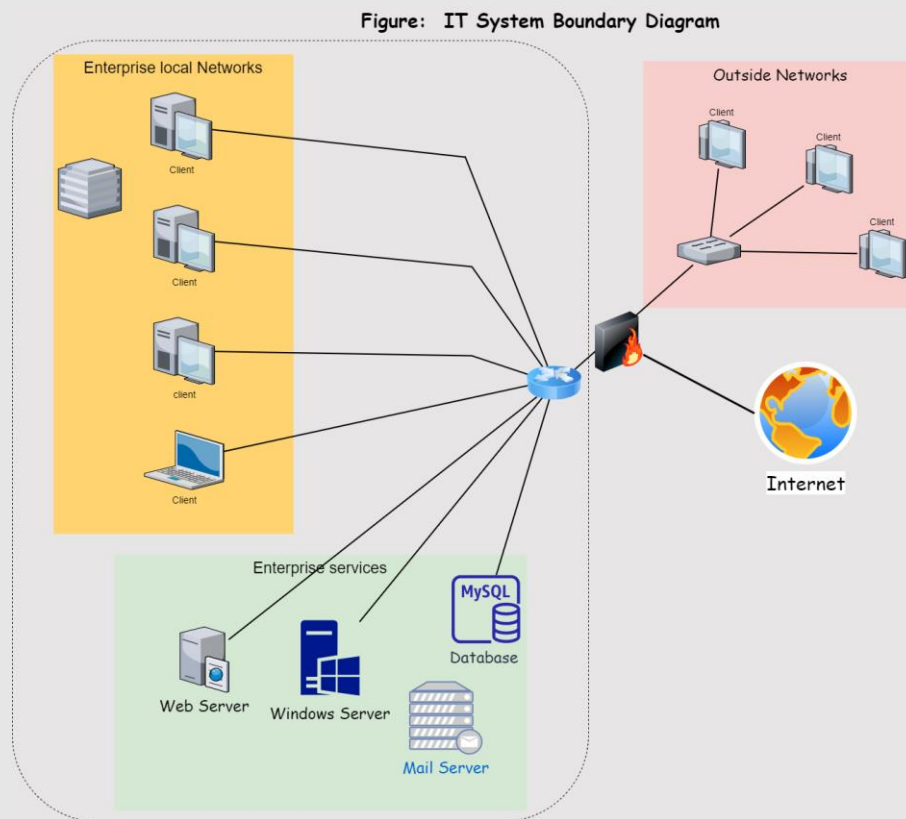 Figure: IT System Boundary Diagram
Enterprise local Networks
Client
Client
client
Client
Outside Networks
Client
Client
Client
Internet
Enterprise services
MySQL
Database
Web Server
Windows Server
Mail Server